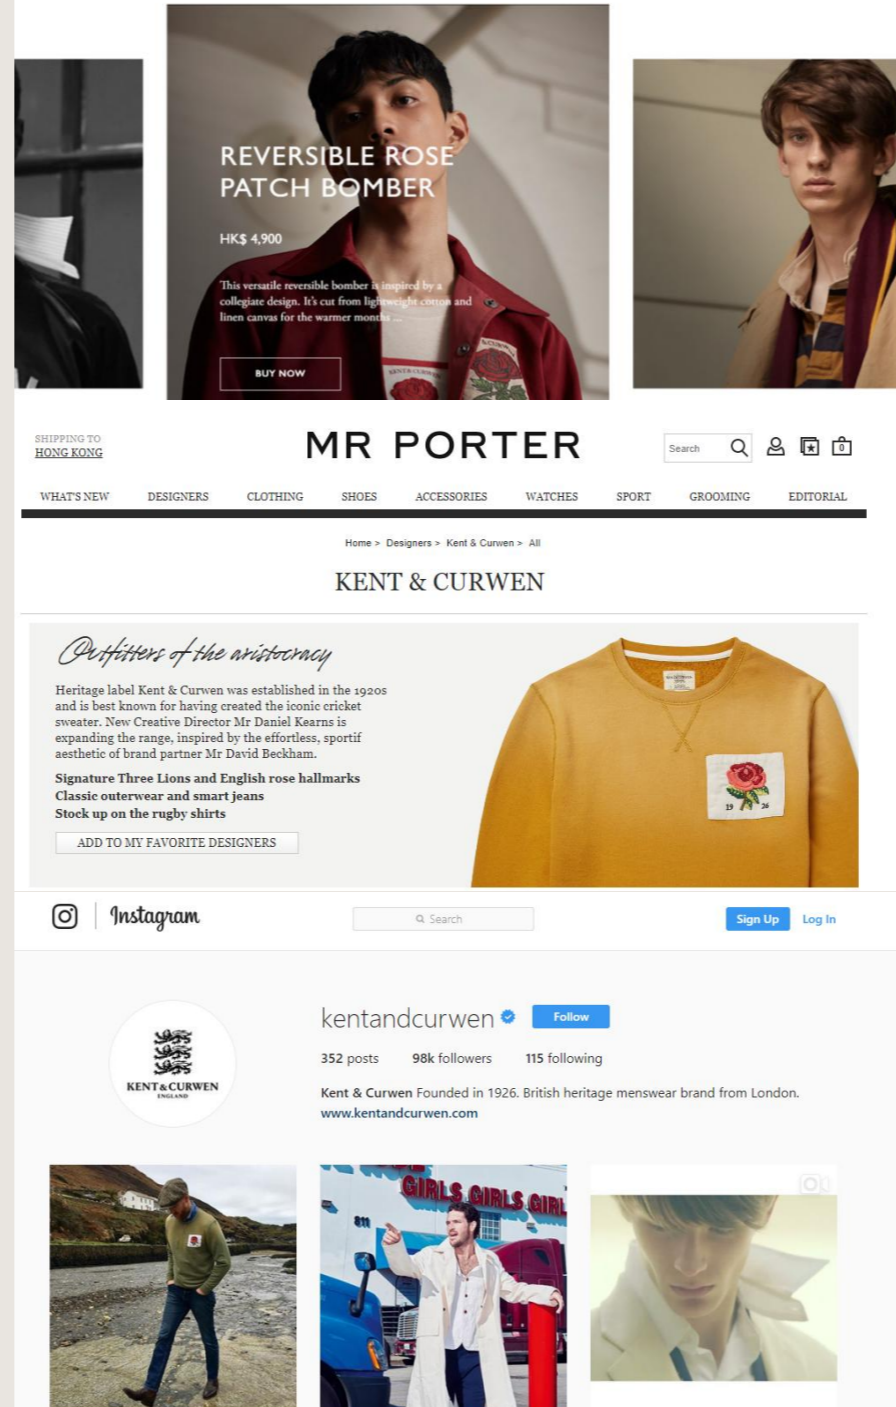 REVERSIBLE ROSE
PATCH BOMBER
HK$ 4,900
This versatile reversible bomber is inspired by a
collegiate design. It's cut from lightweight cotton and
linen canvas for the warmer months ...
BUY NOW
KENT & CURWEN
SHIPPING TO
HONG KONG
MR PORTER
Search
0
WHAT'S NEW DESIGNERS CLOTHING SHOES ACCESSORIES WATCHES SPORT GROOMING EDITORIAL
Home > Designers > Kent & Curwen > All
KENT & CURWEN
Outfitters of the aristocracy
Heritage label Kent & Curwen was established in the 1920s
and is best known for having created the iconic cricket
sweater. New Creative Director Mr Daniel Kearns is
expanding the range, inspired by the effortless, sportif
aesthetic of brand partner Mr David Beckham.
Signature Three Lions and English rose hallmarks
Classic outerwear and smart jeans
Stock up on the rugby shirts
ADD TO MY FAVORITE DESIGNERS
19 26
Instagram
Search
Sign Up Log In
kentandcurwen Follow
352 posts 98k followers 115 following
Kent & Curwen Founded in 1926. British heritage menswear brand from London.
www.kentandcurwen.com
KENT & CURWEN
ENGLAND
GIRLS GIRLS GIRL
811